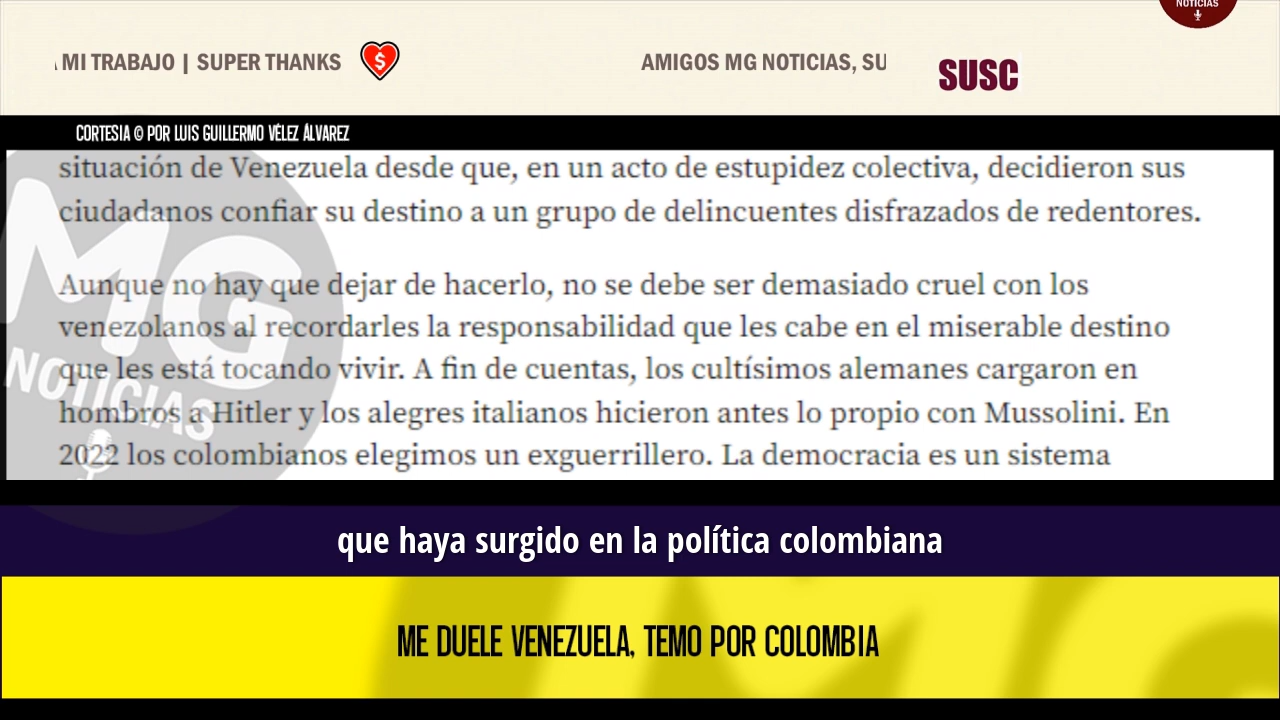 NOTICIAS
MI TRABAJO | SUPER THANKS
$
AMIGOS MG NOTICIAS, SU
SUSC
CORTESIA © POR LUIS GUILLERMO VÉLEZ ÁLVAREZ
situación de Venezuela desde que, en un acto de estupidez colectiva, decidieron sus
ciudadanos confiar su destino a un grupo de delincuentes disfrazados de redentores.
Aunque no hay que dejar de hacerlo, no se debe ser demasiado cruel con los
venezolanos al recordarles la responsabilidad que les cabe en el miserable destino
que les está tocando vivir. A fin de cuentas, los cultísimos alemanes cargaron en
hombros a Hitler y los alegres italianos hicieron antes lo propio con Mussolini. En
2022 los colombianos elegimos un exguerrillero. La democracia es un sistema
MG
NOTICIAS
que haya surgido en la política colombiana
ME DUELE VENEZUELA, TEMO POR COLOMBIA